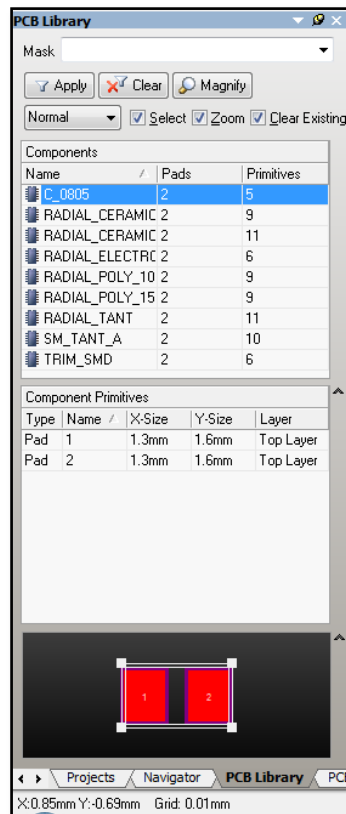 PCB Library
Mask
Apply Clear Magnify
Normal Select Zoom Clear Existing
Components
Name Pads Primitives
C_0805 2 5
RADIAL_CERAMIC 2 9
RADIAL_CERAMIC 2 11
RADIAL_ELECTRO 2 6
RADIAL_POLY_10 2 9
RADIAL_POLY_15 2 9
RADIAL_TANT 2 11
SM_TANT_A 2 10
TRIM_SMD 2 6
Component Primitives
Type Name X-Size Y-Size Layer
Pad 1 1.3mm 1.6mm Top Layer
Pad 2 1.3mm 1.6mm Top Layer
1 2
Projects Navigator PCB Library PC
X:0.85mm Y:-0.69mm Grid: 0.01mm